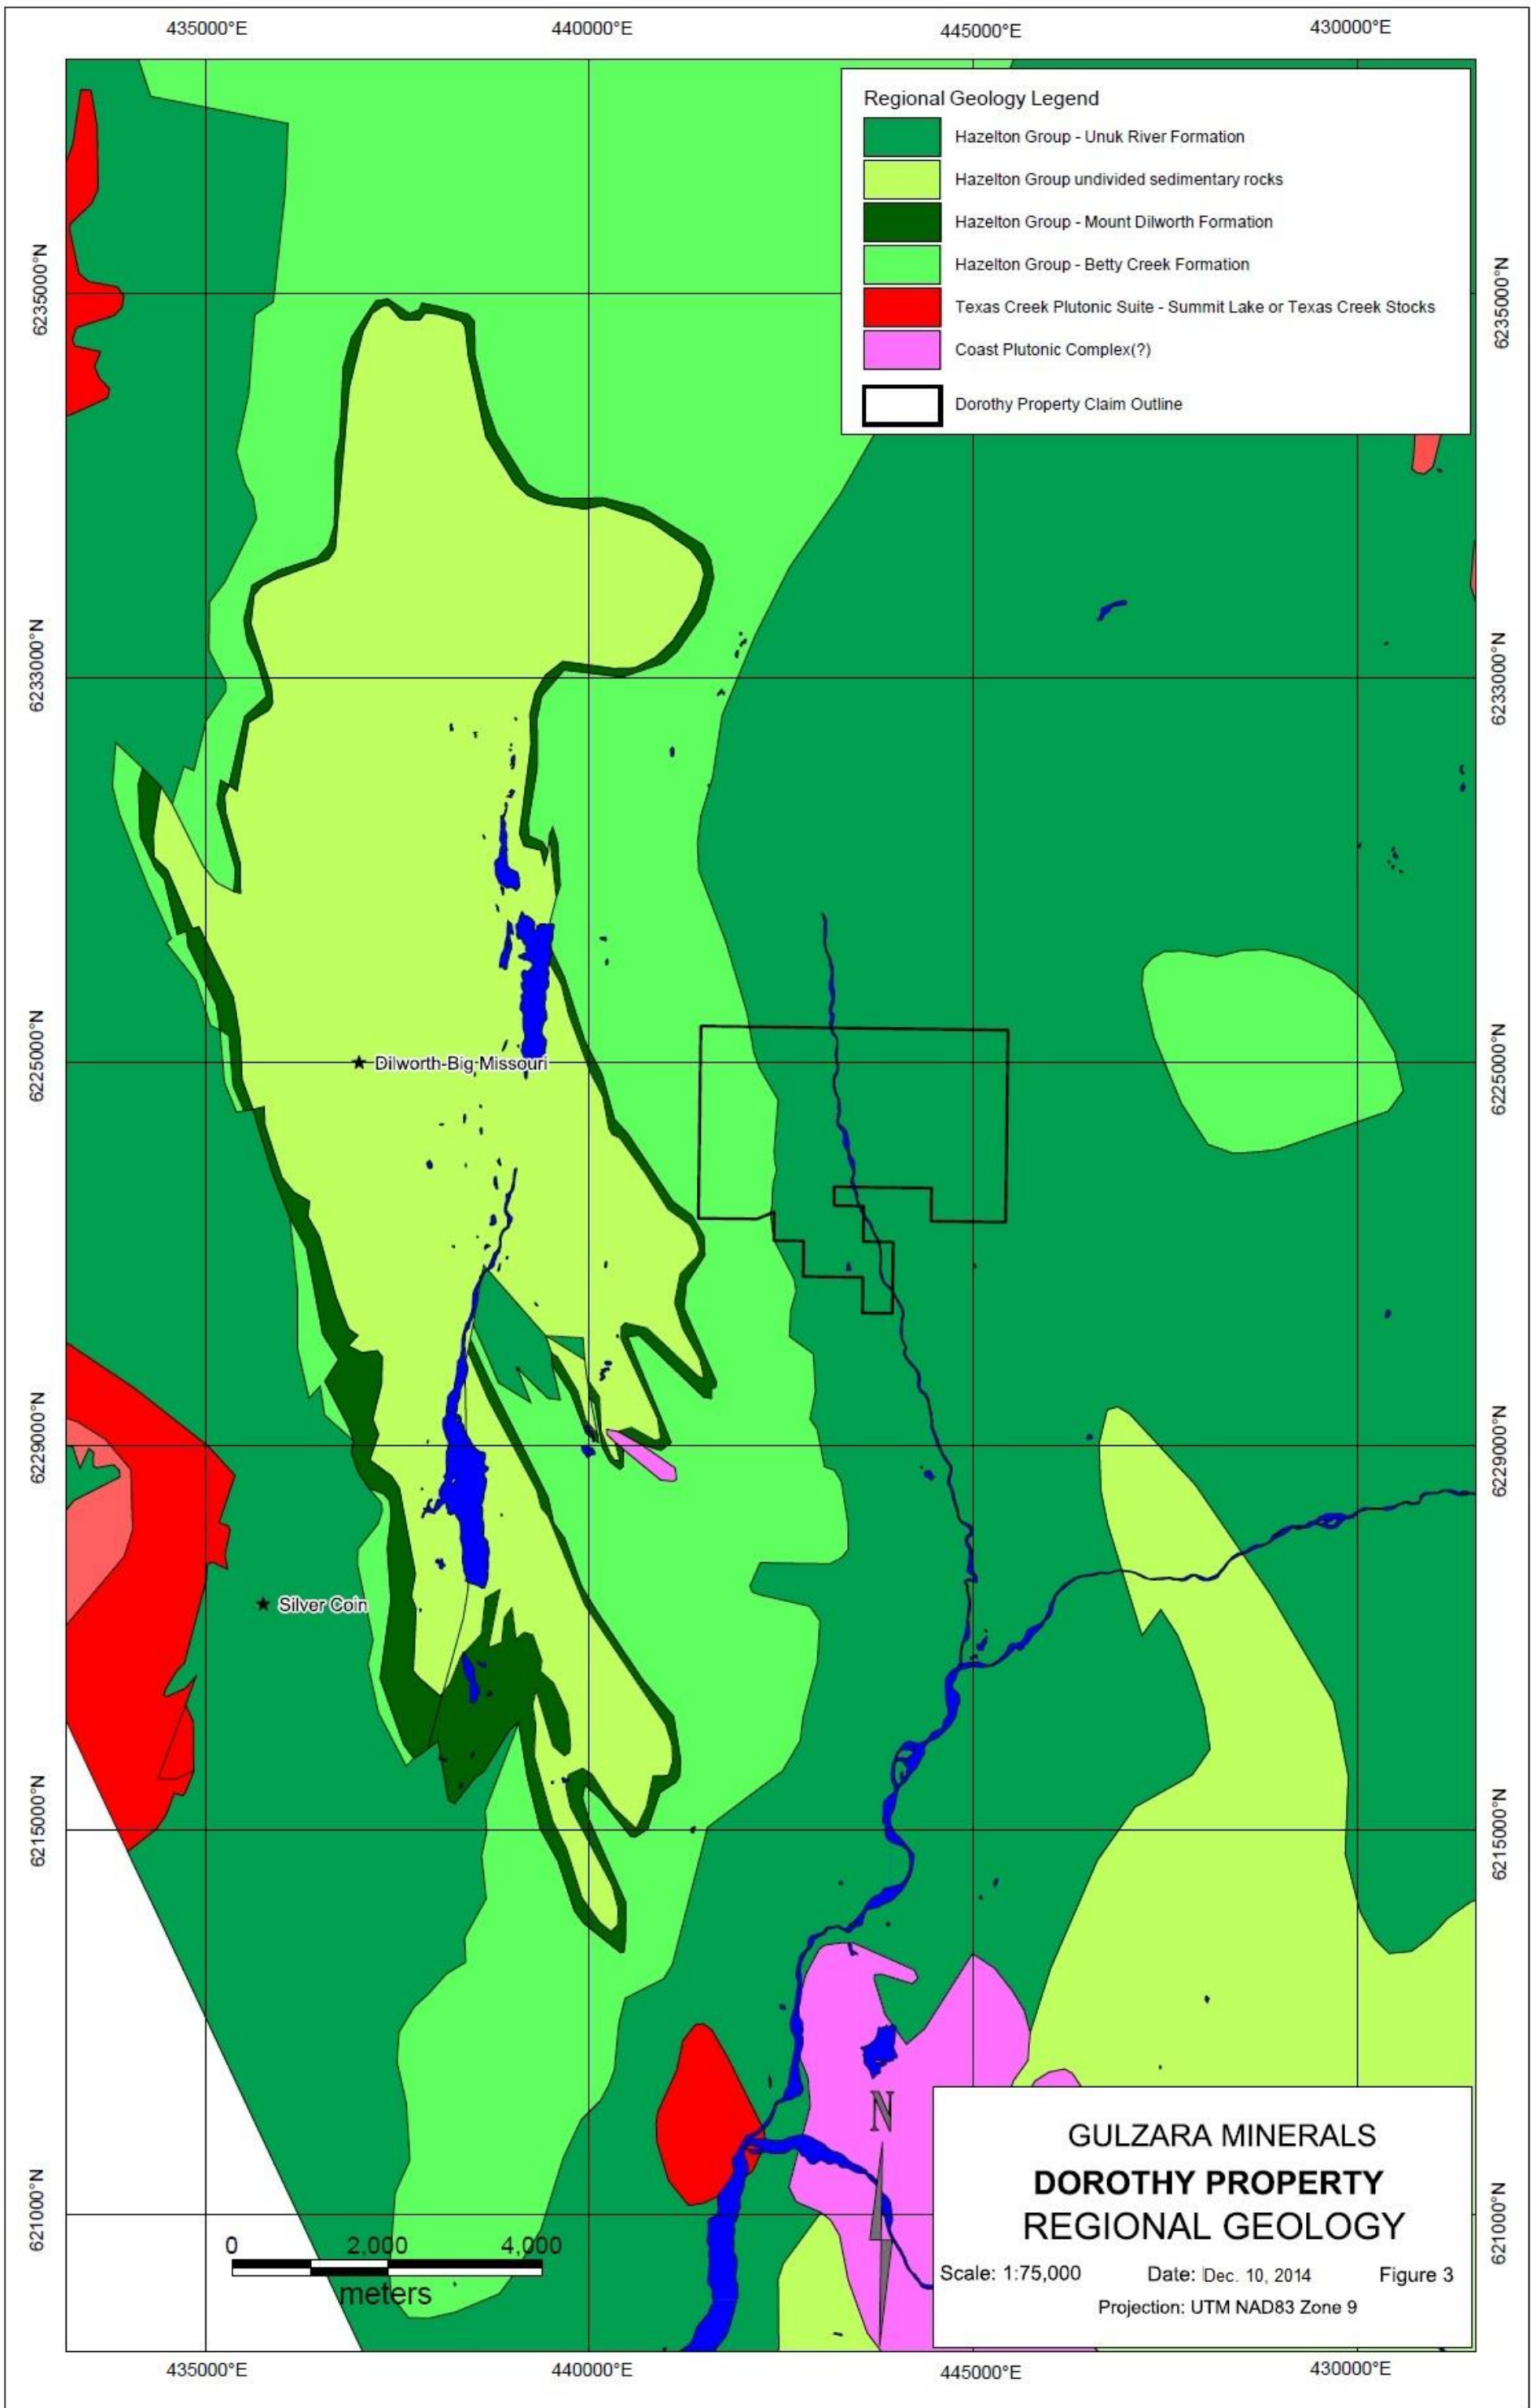 435000°E 440000°E 445000°E 430000°E
Regional Geology Legend
Hazelton Group - Unuk River Formation
Hazelton Group undivided sedimentary rocks
Hazelton Group - Mount Dilworth Formation
Hazelton Group - Betty Creek Formation
Texas Creek Plutonic Suite - Summit Lake or Texas Creek Stocks
Coast Plutonic Complex(?)
Dorothy Property Claim Outline
6235000°N
6235000°N
6233000°N
6233000°N
6225000°N
6225000°N
Dilworth-Big Missouri
6229000°N
6229000°N
Silver Coin
6215000°N
6215000°N
621000°N
621000°N
N
0 2,000 4,000
meters
GULZARA MINERALS
DOROTHY PROPERTY
REGIONAL GEOLOGY
Scale: 1:75,000 Date: Dec. 10, 2014 Figure 3
Projection: UTM NAD83 Zone 9
435000°E 440000°E 445000°E 430000°E